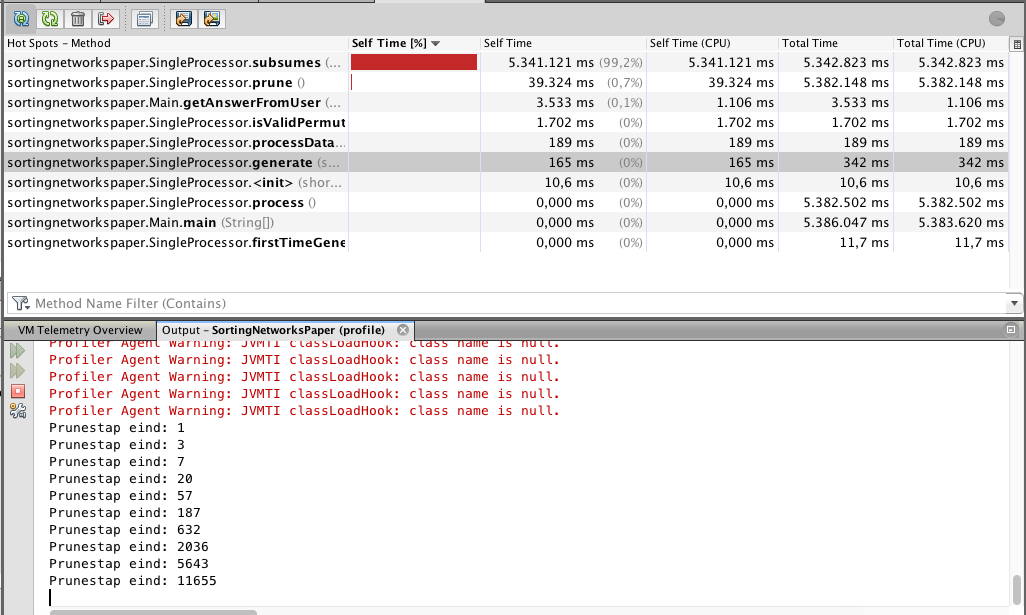 Hot Spots – Method Self Time [%] Self Time Self Time (CPU) Total Time Total Time (CPU)
sortingnetworkspaper.SingleProcessor.subsumes (... 5.341.121 ms (99,2%) 5.341.121 ms 5.342.823 ms 5.342.823 ms
sortingnetworkspaper.SingleProcessor.prune () 39.324 ms (0,7%) 39.324 ms 5.382.148 ms 5.382.148 ms
sortingnetworkspaper.Main.getAnswerFromUser (... 3.533 ms (0,1%) 1.106 ms 3.533 ms 1.106 ms
sortingnetworkspaper.SingleProcessor.isValidPermut 1.702 ms (0%) 1.702 ms 1.702 ms 1.702 ms
sortingnetworkspaper.SingleProcessor.processData... 189 ms (0%) 189 ms 189 ms 189 ms
sortingnetworkspaper.SingleProcessor.generate (s... 165 ms (0%) 165 ms 342 ms 342 ms
sortingnetworkspaper.SingleProcessor.<init> (shor... 10,6 ms (0%) 10,6 ms 10,6 ms 10,6 ms
sortingnetworkspaper.SingleProcessor.process () 0,000 ms (0%) 0,000 ms 5.382.502 ms 5.382.502 ms
sortingnetworkspaper.Main.main (String[]) 0,000 ms (0%) 0,000 ms 5.386.047 ms 5.383.620 ms
sortingnetworkspaper.SingleProcessor.firstTimeGene 0,000 ms (0%) 0,000 ms 11,7 ms 11,7 ms
Method Name Filter (Contains)
VM Telemetry Overview Output – SortingNetworksPaper (profile)
Profiler Agent Warning: JVMTI classLoadHook: class name is null.
Profiler Agent Warning: JVMTI classLoadHook: class name is null.
Profiler Agent Warning: JVMTI classLoadHook: class name is null.
Profiler Agent Warning: JVMTI classLoadHook: class name is null.
Profiler Agent Warning: JVMTI classLoadHook: class name is null.
Prunestap eind: 1
Prunestap eind: 3
Prunestap eind: 7
Prunestap eind: 20
Prunestap eind: 57
Prunestap eind: 187
Prunestap eind: 632
Prunestap eind: 2036
Prunestap eind: 5643
Prunestap eind: 11655